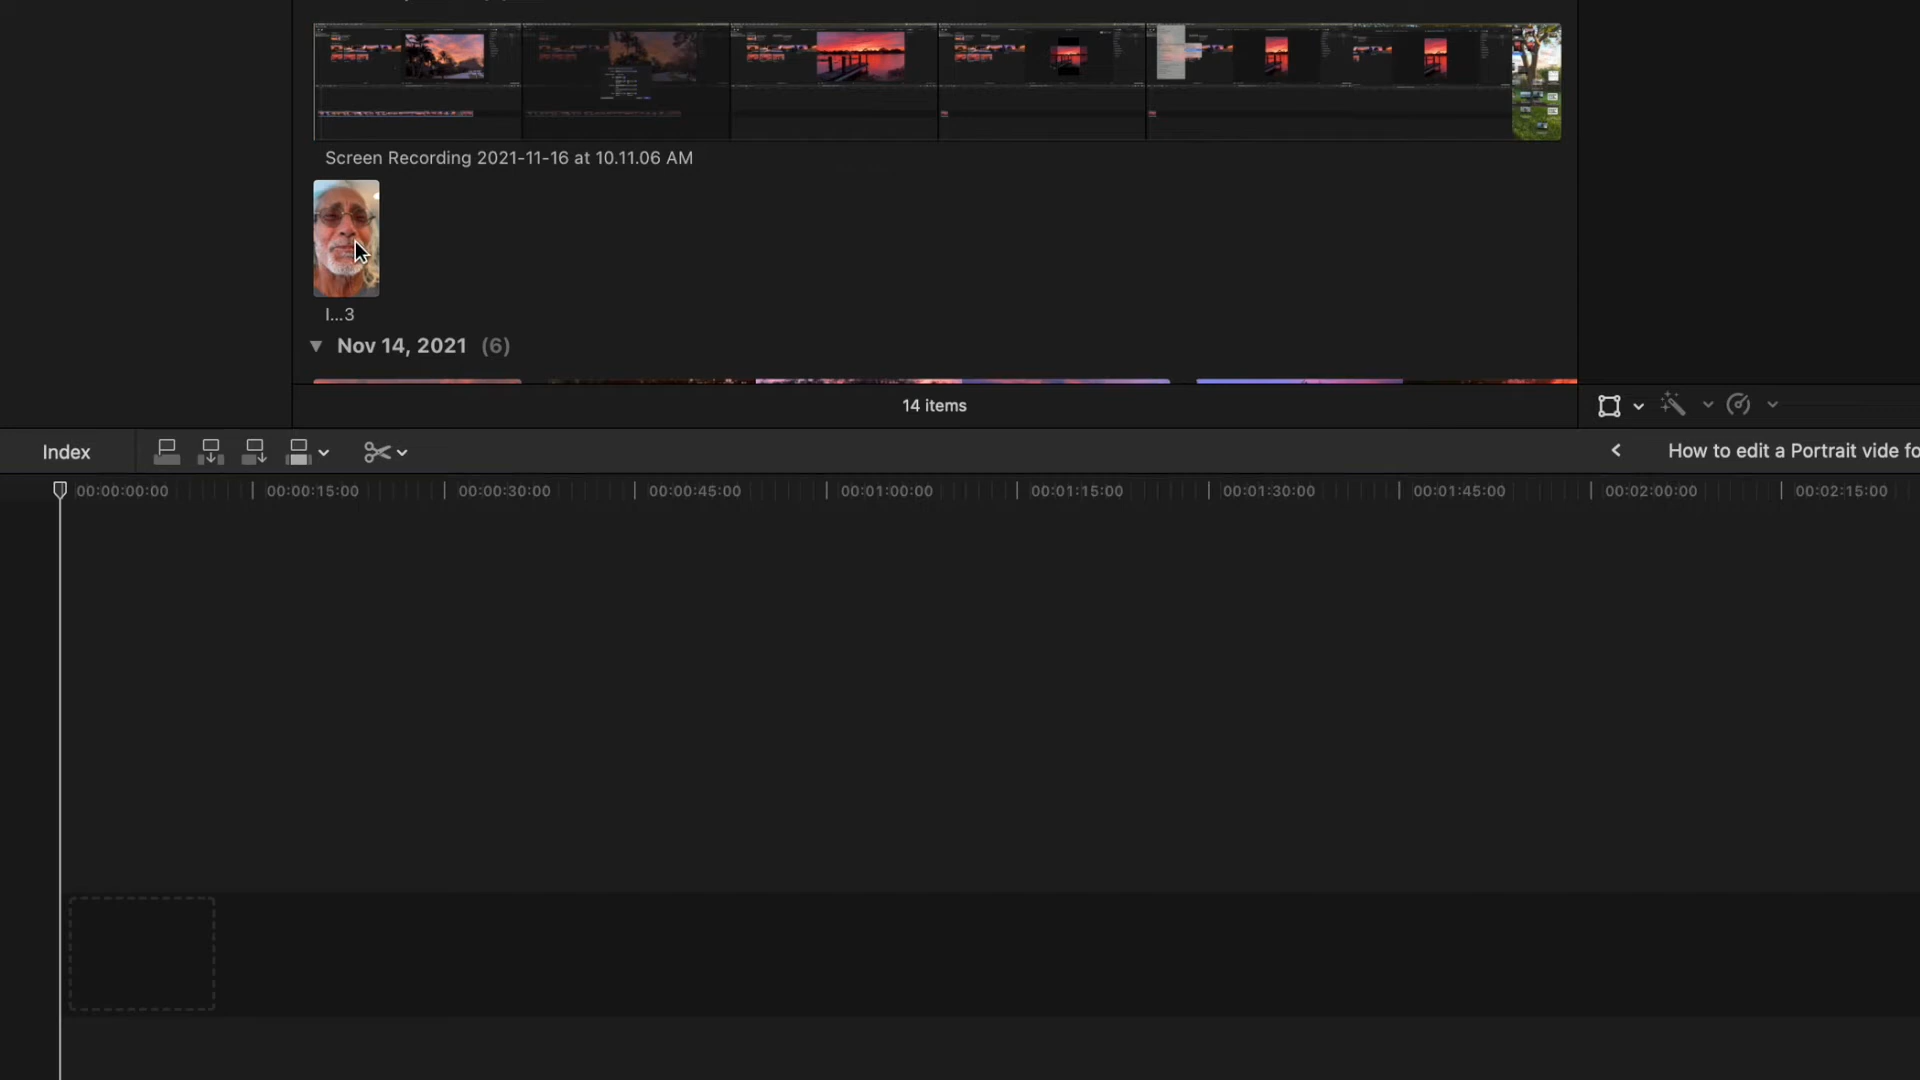 Screen Recording 2021-11-16 at 10.11.06 AM
I...3
Nov 14, 2021 (6)
14 items
Index
How to edit a Portrait vide fo
00:00:00:00
00:00:15:00
00:00:30:00
00:00:45:00
00:01:00:00
00:01:15:00
00:01:30:00
00:01:45:00
00:02:00:00
00:02:15:00